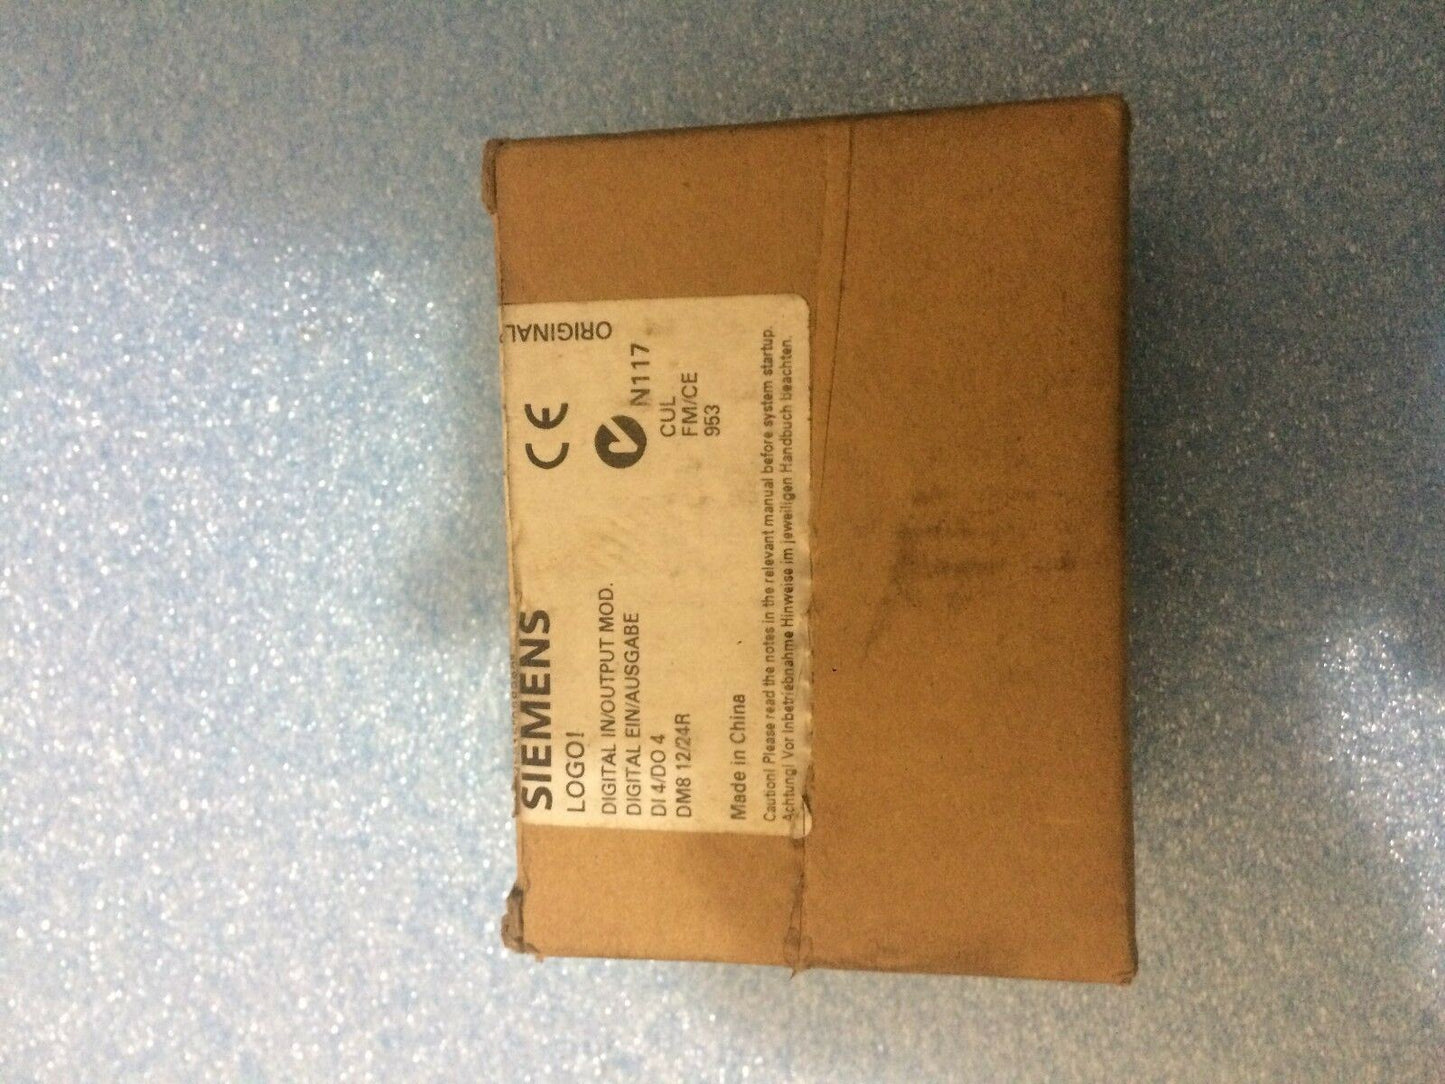 SIEMENS
LOGO!
DIGITAL IN/OUTPUT MOD.
DIGITAL EIN/AUSGABE
DI 4/DO 4
DM8 12/24R
Made in China
Caution! Please read the notes in the relevant manual before system startup.
Achtung! Vor Inbetriebnahme Hinweise im jeweiligen Handbuch beachten.
CE
N117
CUL
FM/CE
953
ORIGINAL